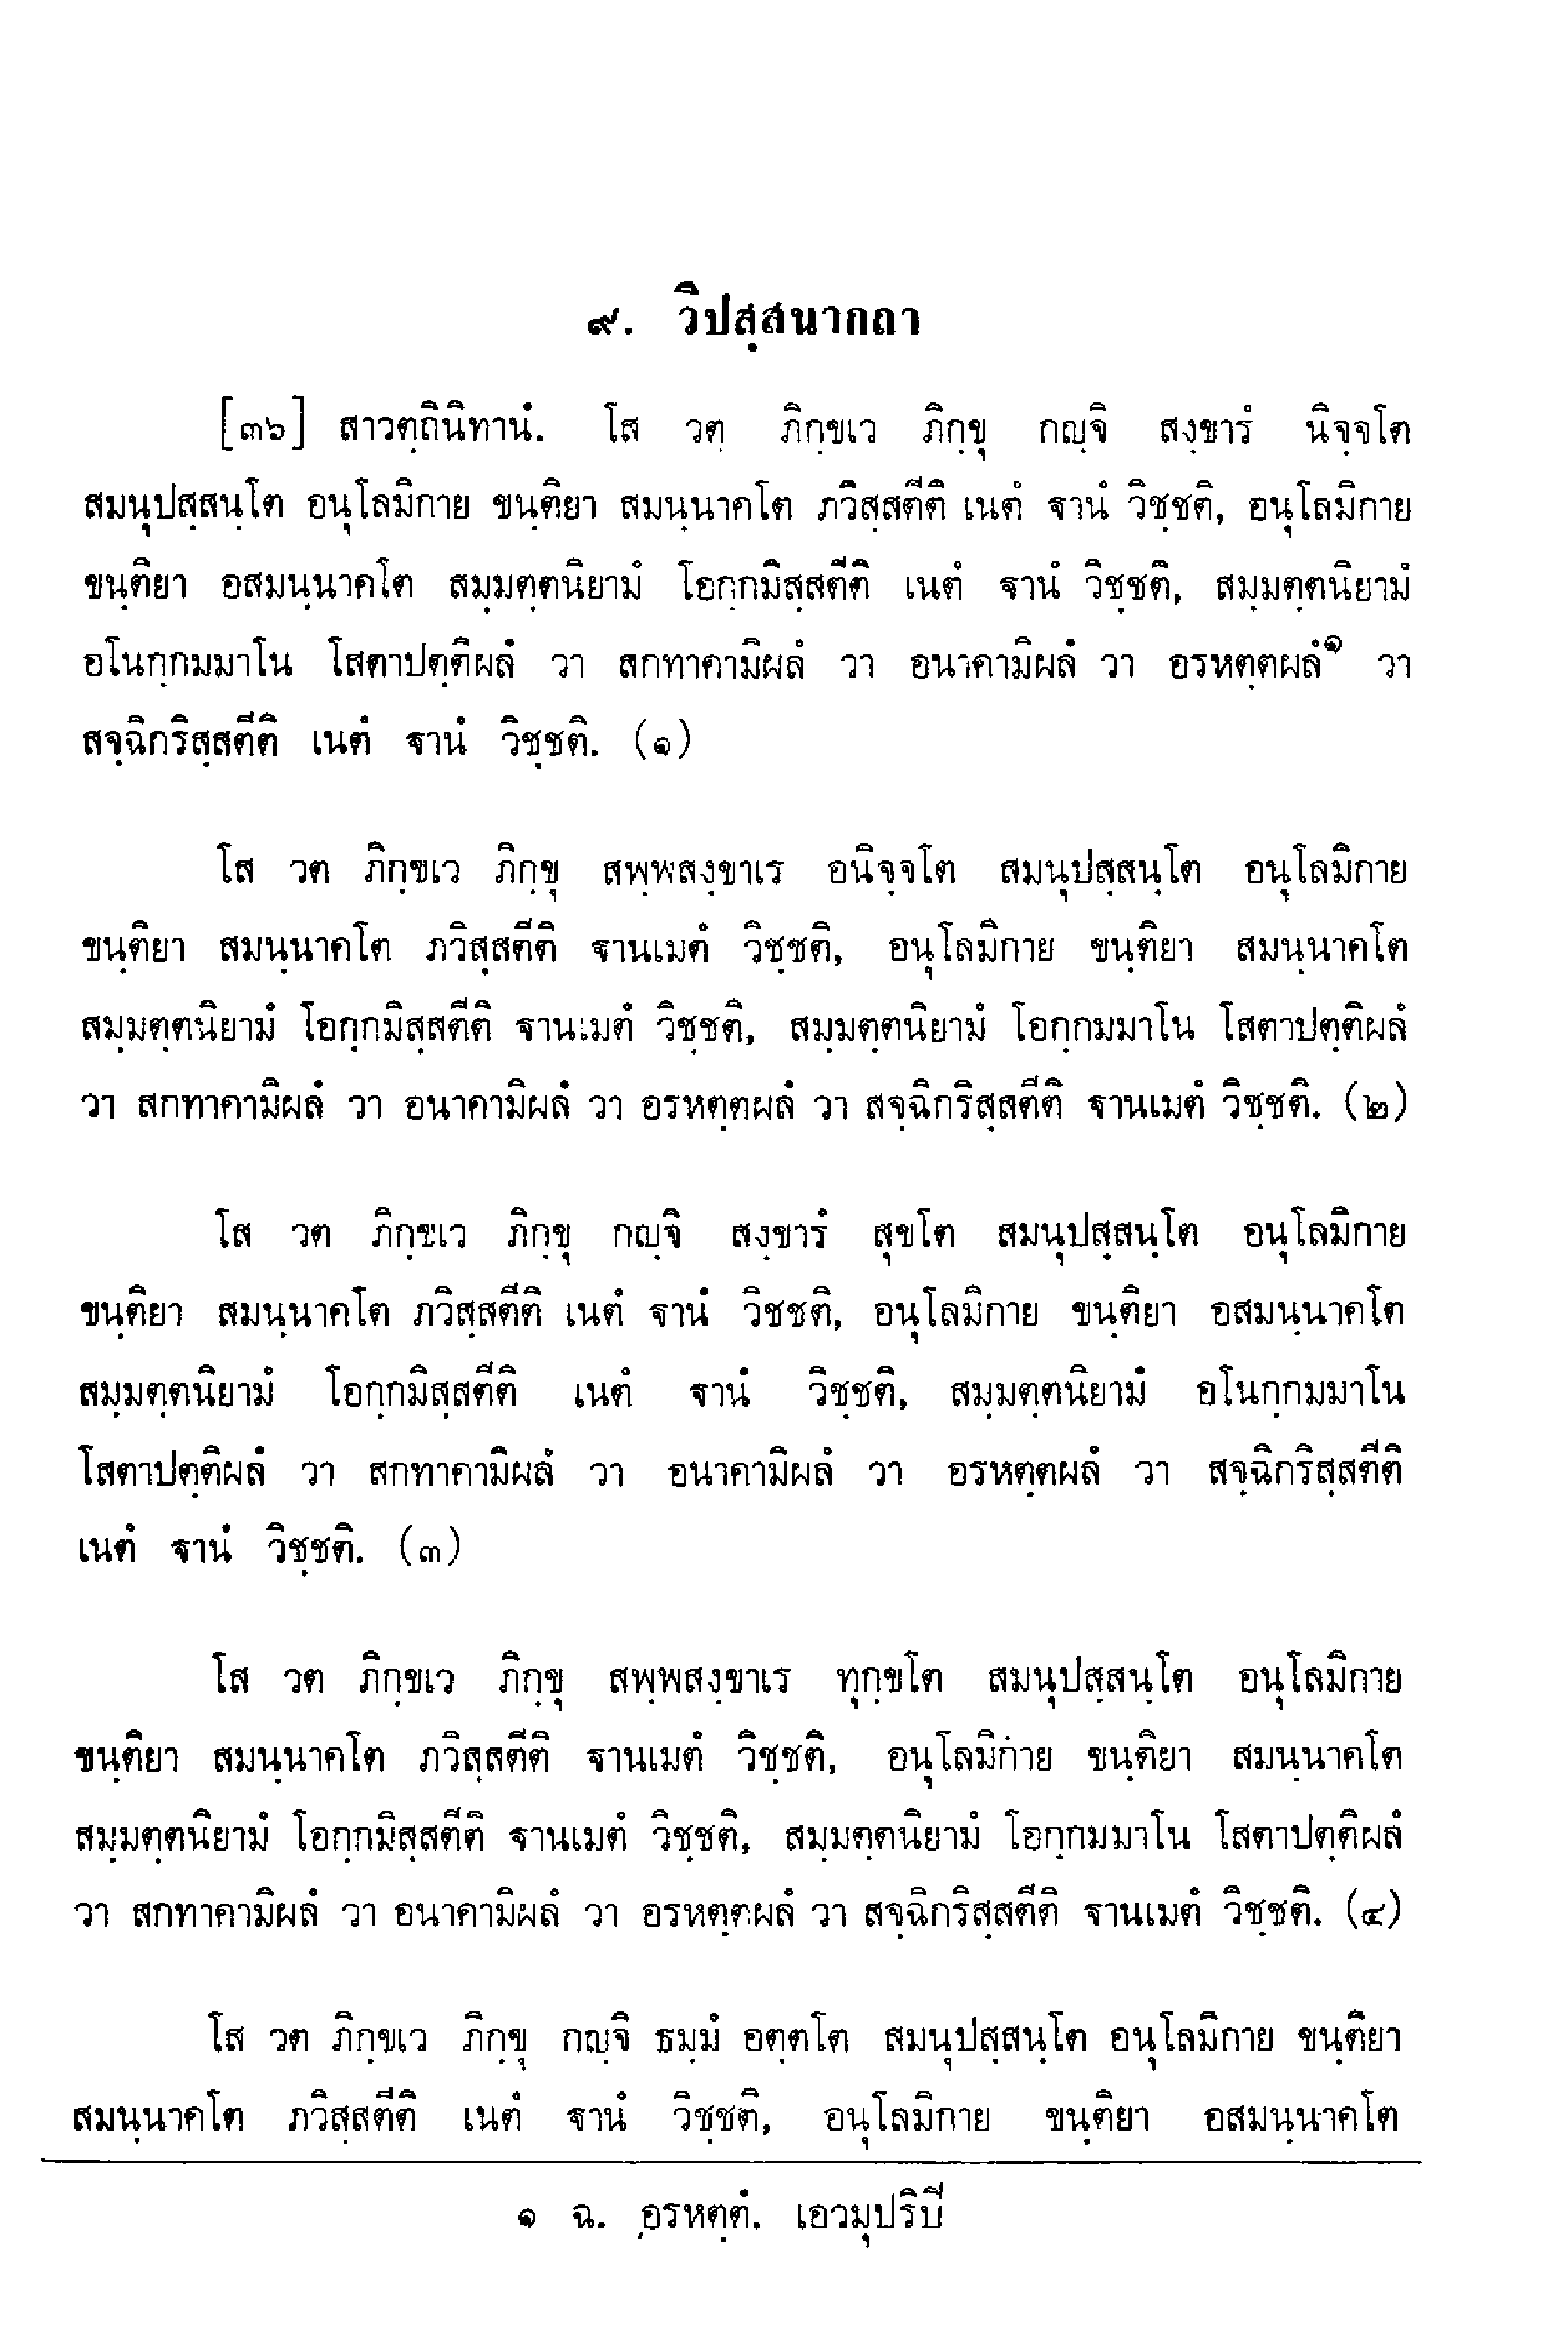 ๙. วิปสฺสนากถา
[๓๖] สาวตฺถินิทานํ. โส วต ภิกฺขเว ภิกฺขุ กญฺจิ สงฺขารํ นิจฺจโต
สมนุปสฺสนฺโต อนุโลมิกาย ขนฺติยา สมนฺนาคโต ภวิสฺสตีติ เนตํ ฐานํ วิชฺชติ, อนุโลมิกาย
ขนฺติยา อสมนฺนาคโต สมฺมตฺตนิยามํ โอกฺกมิสฺสตีติ เนตํ ฐานํ วิชฺชติ, สมฺมตฺตนิยามํ
อโนกฺกมมาโน โสตาปตฺติผลํ วา สกทาคามิผลํ วา อนาคามิผลํ วา อรหตฺตผลํ๑ วา
สจฺฉิกริสฺสตีติ เนตํ ฐานํ วิชฺชติ. (๑)
โส วต ภิกฺขเว ภิกฺขุ สพฺพสงฺขาเร อนิจฺจโต สมนุปสฺสนฺโต อนุโลมิกาย
ขนฺติยา สมนฺนาคโต ภวิสฺสตีติ ฐานเมตํ วิชฺชติ, อนุโลมิกาย ขนฺติยา สมนฺนาคโต
สมฺมตฺตนิยามํ โอกฺกมิสฺสตีติ ฐานเมตํ วิชฺชติ, สมฺมตฺตนิยามํ โอกฺกมมาโน โสตาปตฺติผลํ
วา สกทาคามิผลํ วา อนาคามิผลํ วา อรหตฺตผลํ วา สจฺฉิกริสฺสตีติ ฐานเมตํ วิชฺชติ. (๒)
โส วต ภิกฺขเว ภิกฺขุ กญฺจิ สงฺขารํ สุขโต สมนุปสฺสนฺโต อนุโลมิกาย
ขนฺติยา สมนฺนาคโต ภวิสฺสตีติ เนตํ ฐานํ วิชชติ, อนุโลมิกาย ขนฺติยา อสมนฺนาคโต
สมฺมตฺตนิยามํ โอกฺกมิสฺสตีติ เนตํ ฐานํ วิชฺชติ, สมฺมตฺตนิยามํ อโนกฺกมมาโน
โสตาปตฺติผลํ วา สกทาคามิผลํ วา อนาคามิผลํ วา อรหตฺตผลํ วา สจฺฉิกริสฺสตีติ
เนตํ ฐานํ วิชฺชติ. (๓)
โส วต ภิกฺขเว ภิกฺขุ สพฺพสงฺขาเร ทุกฺขโต สมนุปสฺสนฺโต อนุโลมิกาย
ขนฺติยา สมนฺนาคโต ภวิสฺสตีติ ฐานเมตํ วิชฺชติ, อนุโลมิกาย ขนฺติยา สมนฺนาคโต
สมฺมตฺตนิยามํ โอกฺกมิสฺสตีติ ฐานเมตํ วิชฺชติ, สมฺมตฺตนิยามํ โอกฺกมมาโน โสตาปตฺติผลํ
วา สกทาคามิผลํ วา อนาคามิผลํ วา อรหตฺตผลํ วา สจฺฉิกริสฺสตีติ ฐานเมตํ วิชฺชติ. (๔)
โส วต ภิกฺขเว ภิกฺขุ กญฺจิ ธมฺมํ อตฺตโต สมนุปสฺสนฺโต อนุโลมิกาย ขนฺติยา
สมนฺนาคโต ภวิสฺสตีติ เนตํ ฐานํ วิชฺชติ, อนุโลมิกาย ขนฺติยา อสมนฺนาคโต
๑ ฉ. อรหตฺตํ. เอวมุปริปิ